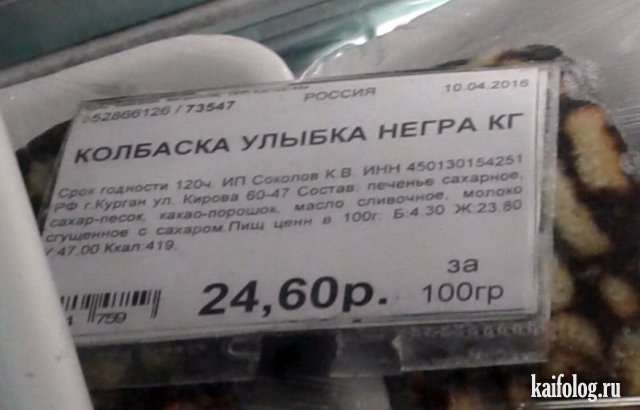 52866126 / 73547 РОССИЯ 10.04.2016
КОЛБАСКА УЛЫБКА НЕГРА КГ
Срок годности 120ч. ИП Соколов К.В. ИНН 450130154251
РФ г.Курган ул. Кирова 60-47 Состав: печенье сахарное,
сахар-песок, какао-порошок, масло сливочное, молоко
сгущенное с сахаром.Пищ ценн в 100г: Б:4.30 Ж:23.80
/:47.00 Ккал:419.
24,60р. за
100гр
4 759
kaifolog.ru